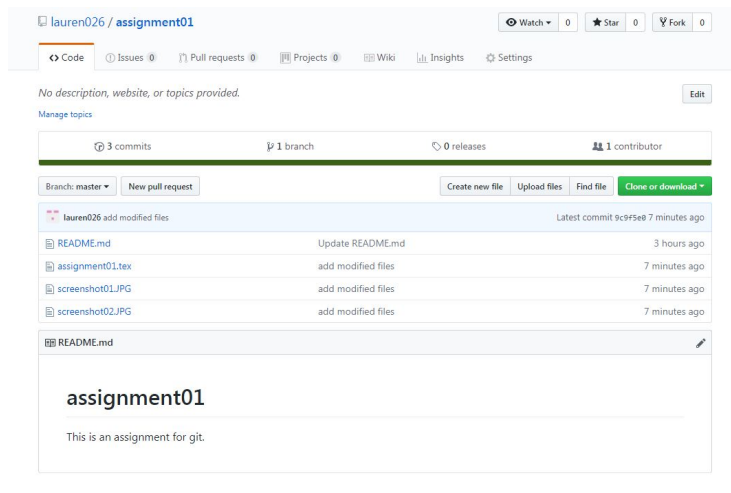 lauren026 / assignment01
Watch 0 Star 0 Fork 0
Code Issues 0 Pull requests 0 Projects 0 Wiki Insights Settings
No description, website, or topics provided. Edit
Manage topics
3 commits 1 branch 0 releases 1 contributor
Branch: master New pull request Create new file Upload files Find file Clone or download
lauren026 add modified files Latest commit 9c9f5e0 7 minutes ago
README.md Update README.md 3 hours ago
assignment01.tex add modified files 7 minutes ago
screenshot01.JPG add modified files 7 minutes ago
screenshot02.JPG add modified files 7 minutes ago
README.md
assignment01
This is an assignment for git.